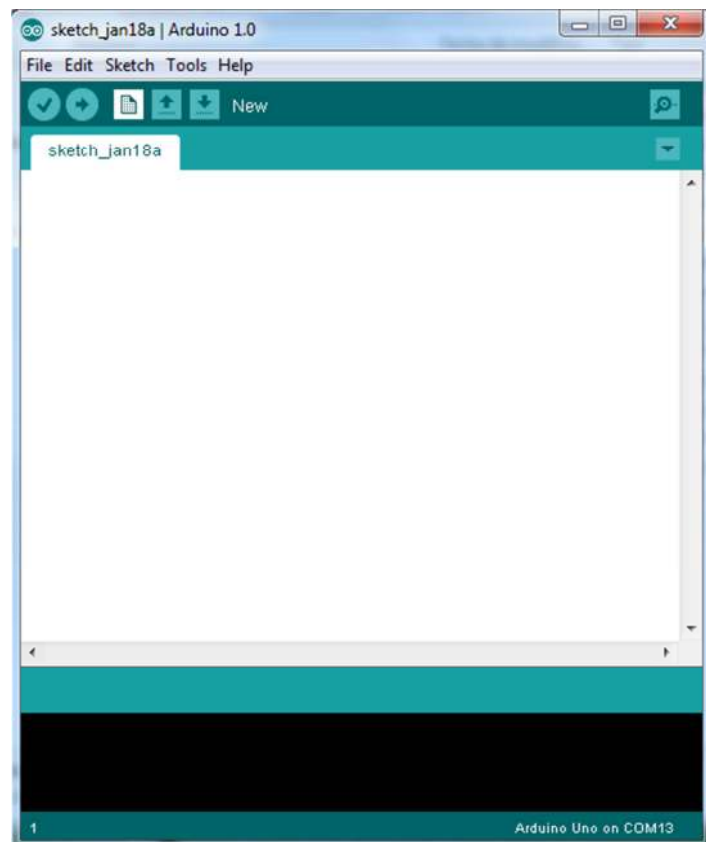 sketch_jan18a | Arduino 1.0
File Edit Sketch Tools Help
New
sketch_jan18a
1
Arduino Uno on COM13